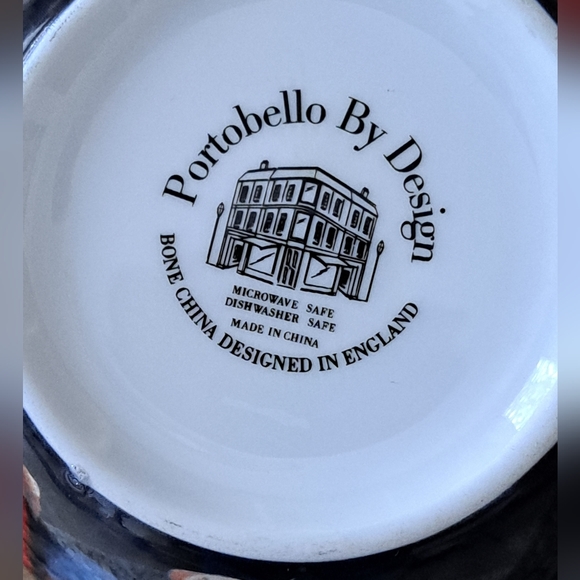 Portobello By Design
MICROWAVE SAFE
DISHWASHER SAFE
MADE IN CHINA
BONE CHINA DESIGNED IN ENGLAND